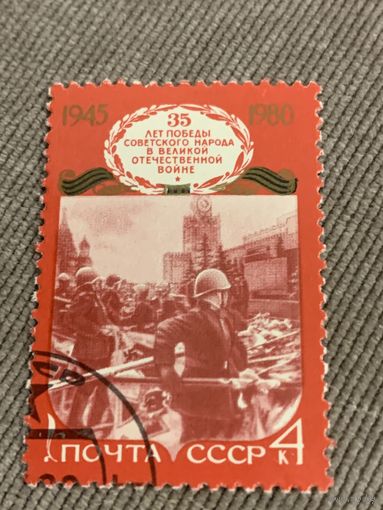 1945 1980
35
ЛЕТ ПОБЕДЫ
СОВЕТСКОГО НАРОДА
В ВЕЛИКОЙ
ОТЕЧЕСТВЕННОЙ
ВОЙНЕ
ПОЧТА СССР 4 К